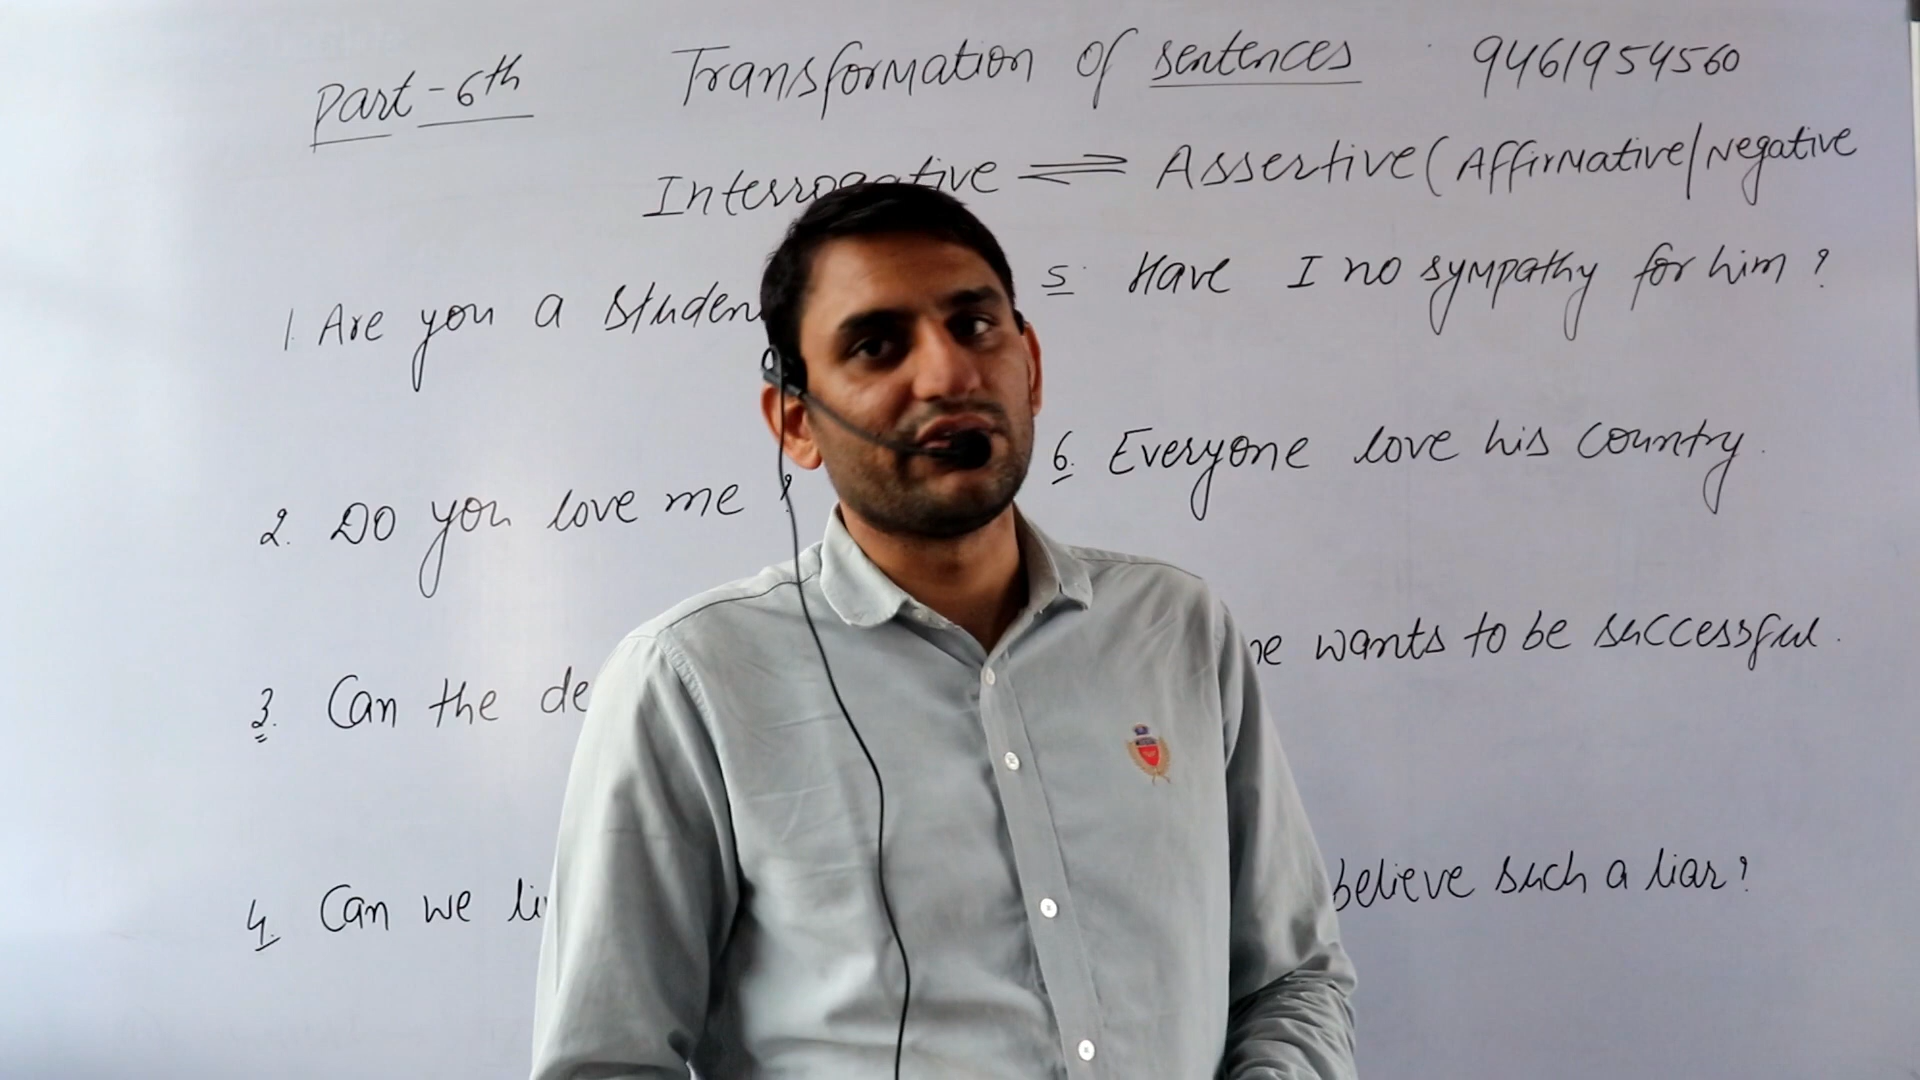 Part-6th Transformation of sentences 9461954560
Interrogative ⇌ Assertive (Affirmative/Negative
1. Are you a
5. Have I no sympathy for him?
2. Do you love me?
6. Everyone love his country.
3. Can the
wants to be successful.
4. Can we
believe such a liar?